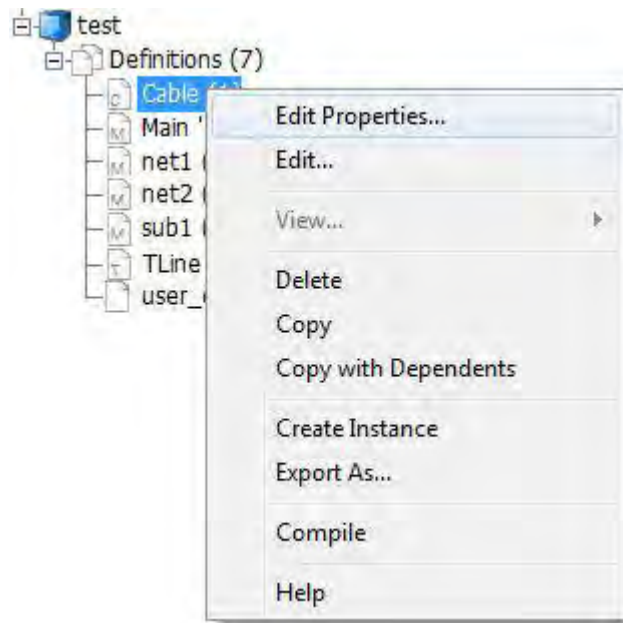 test
Definitions (7)
Cable (1)
Main '
net1 (
net2 (
sub1 (
TLine
user_
Edit Properties...
Edit...
View...
Delete
Copy
Copy with Dependents
Create Instance
Export As...
Compile
Help